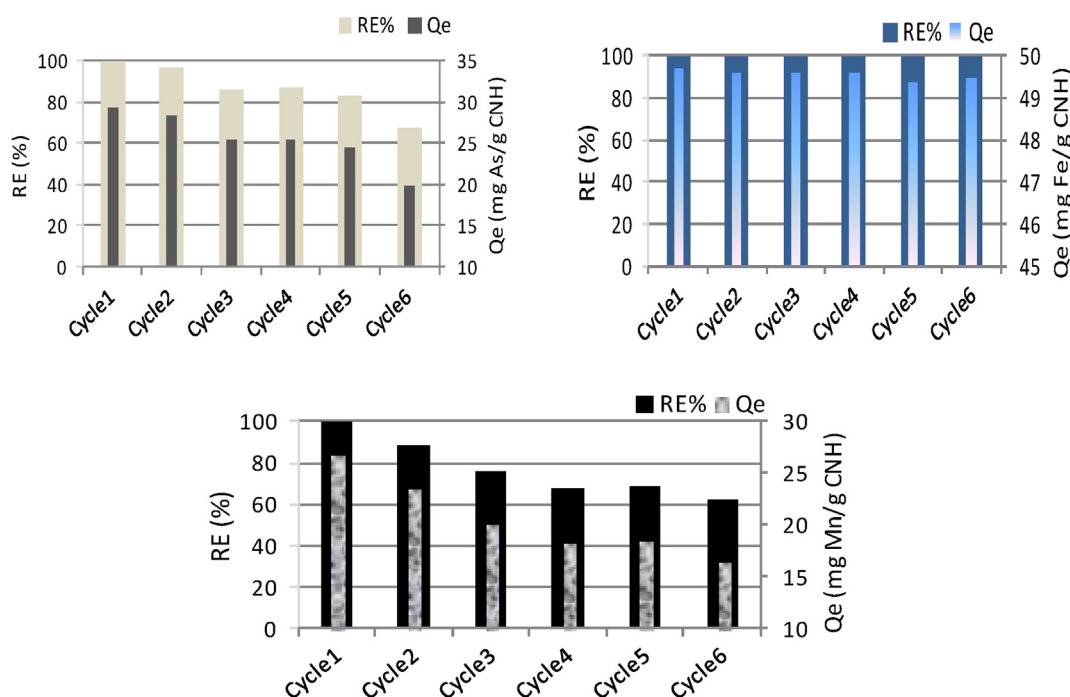 RE% Qe
100
80
60
40
20
0
RE (%)
35
30
25
20
15
10
Qe (mg As/g CNH)
Cycle1 Cycle2 Cycle3 Cycle4 Cycle5 Cycle6
RE% Qe
100
80
60
40
20
0
RE (%)
50
49
48
47
46
45
Qe (mg Fe/g CNH)
Cycle1 Cycle2 Cycle3 Cycle4 Cycle5 Cycle6
RE% Qe
100
80
60
40
20
0
RE (%)
30
25
20
15
10
Qe (mg Mn/g CNH)
Cycle1 Cycle2 Cycle3 Cycle4 Cycle5 Cycle6